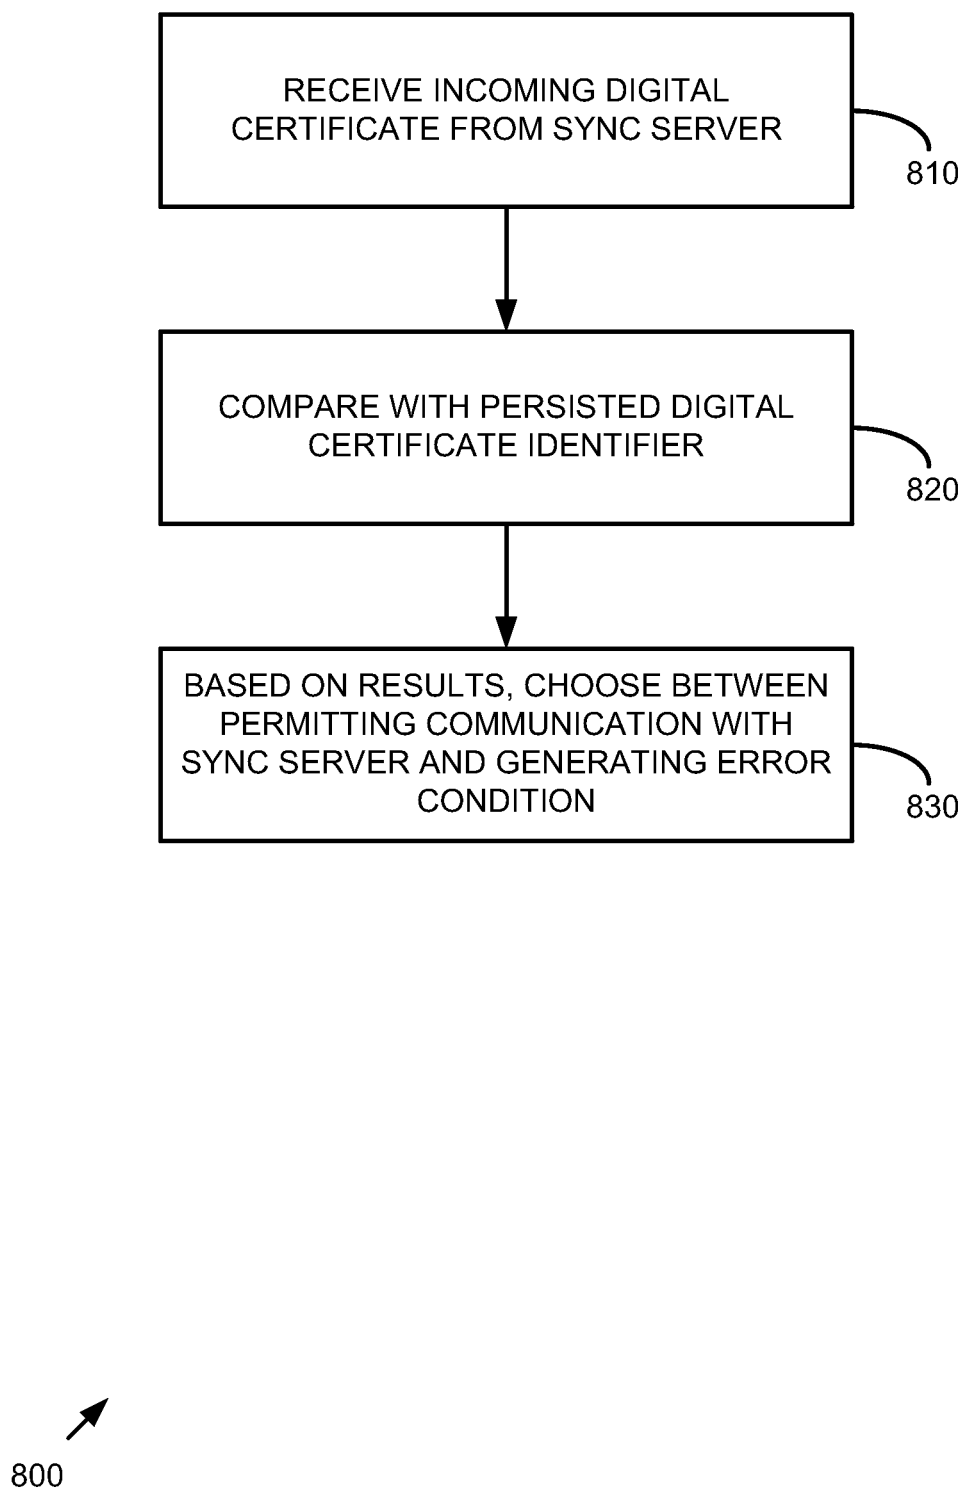 RECEIVE INCOMING DIGITAL
CERTIFICATE FROM SYNC SERVER
810
COMPARE WITH PERSISTED DIGITAL
CERTIFICATE IDENTIFIER
820
BASED ON RESULTS, CHOOSE BETWEEN
PERMITTING COMMUNICATION WITH
SYNC SERVER AND GENERATING ERROR
CONDITION
830
800